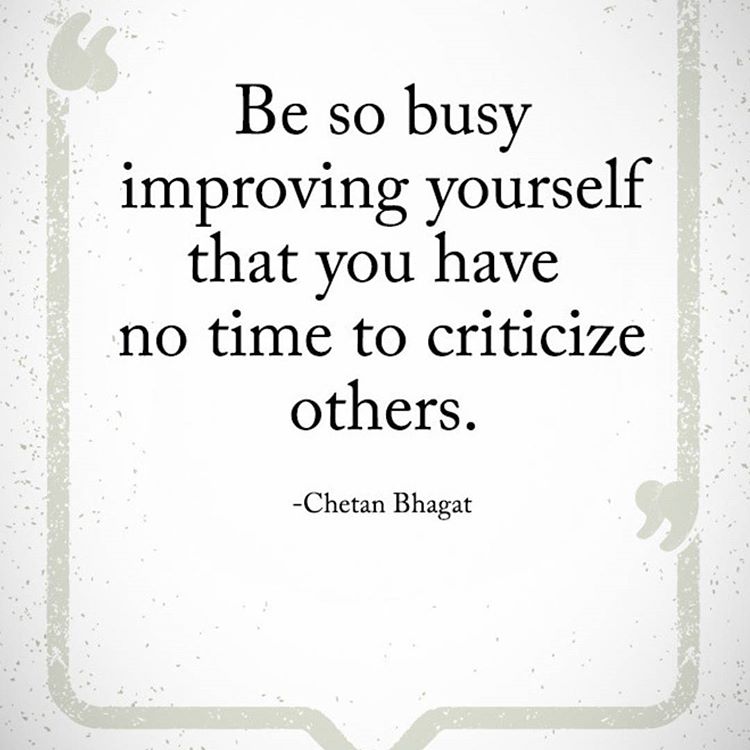 Be so busy
improving yourself
that you have
no time to criticize
others.
-Chetan Bhagat